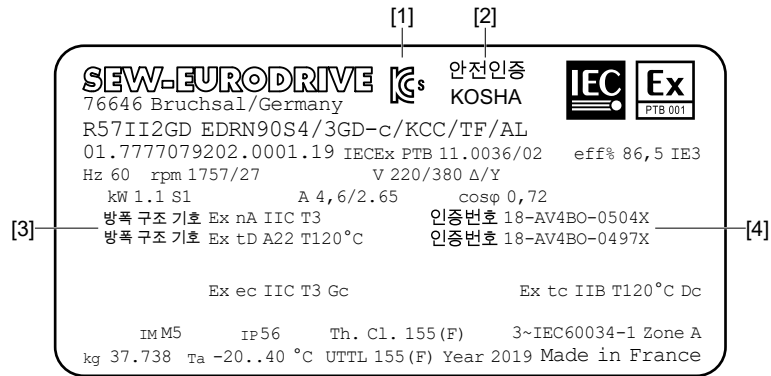 [1] [2]
SEW-EURODRIVE KCs 안전인증 KOSHA IEC Ex PTB 001
76646 Bruchsal/Germany
R57II2GD EDRN90S4/3GD-c/KCC/TF/AL
01.7777079202.0001.19 IECEx PTB 11.0036/02 eff% 86,5 IE3
Hz 60 rpm 1757/27 V 220/380 Δ/Y
kW 1.1 S1 A 4,6/2.65 cosφ 0,72
방폭 구조 기호 Ex nA IIC T3 인증번호 18-AV4BO-0504X
[3] 방폭 구조 기호 Ex tD A22 T120°C 인증번호 18-AV4BO-0497X [4]
Ex ec IIC T3 Gc Ex tc IIB T120°C Dc
IM M5 IP 56 Th. Cl. 155(F) 3~IEC60034-1 Zone A
kg 37.738 Ta -20..40 °C UTTL 155(F) Year 2019 Made in France